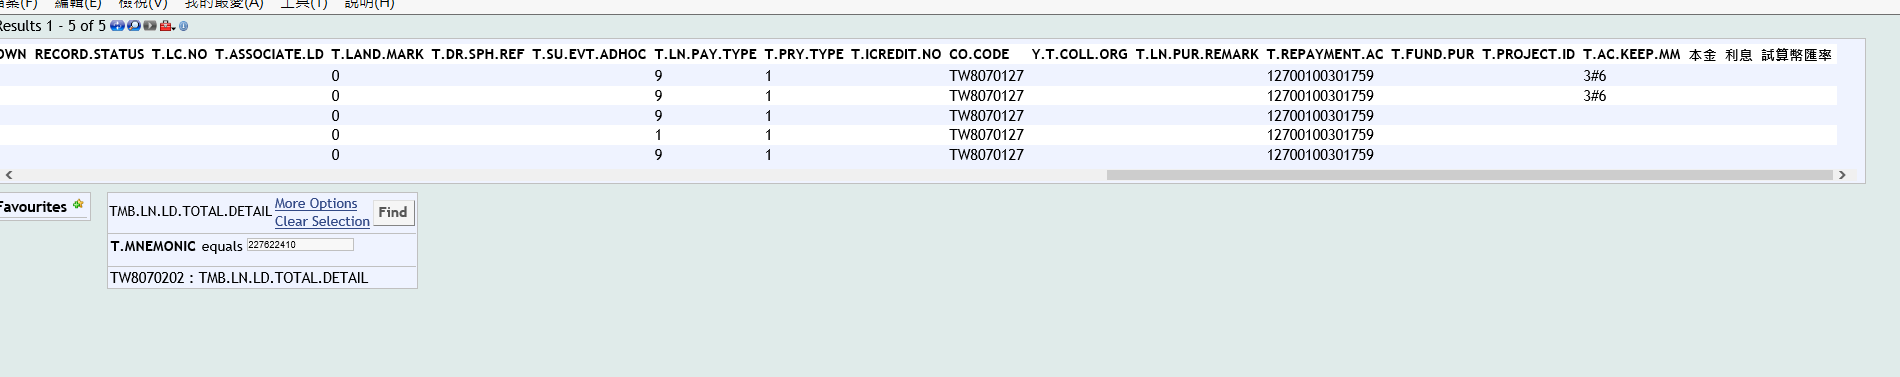 檔案(F) 編輯(E) 檢視(V) 我的最愛(A) 工具(T) 說明(H)
Results 1 - 5 of 5
OWN RECORD.STATUS T.LC.NO T.ASSOCIATE.LD T.LAND.MARK T.DR.SPH.REF T.SU.EVT.ADHOC T.LN.PAY.TYPE T.PRY.TYPE T.ICREDIT.NO CO.CODE Y.T.COLL.ORG T.LN.PUR.REMARK T.REPAYMENT.AC T.FUND.PUR T.PROJECT.ID T.AC.KEEP.MM 本金 利息 試算幣匯率
0 9 1 TW8070127 12700100301759 3#6
0 9 1 TW8070127 12700100301759 3#6
0 9 1 TW8070127 12700100301759
0 1 1 TW8070127 12700100301759
0 9 1 TW8070127 12700100301759
Favourites
TMB.LN.LD.TOTAL.DETAIL More Options Clear Selection Find
T.MNEMONIC equals 227622410
TW8070202 : TMB.LN.LD.TOTAL.DETAIL